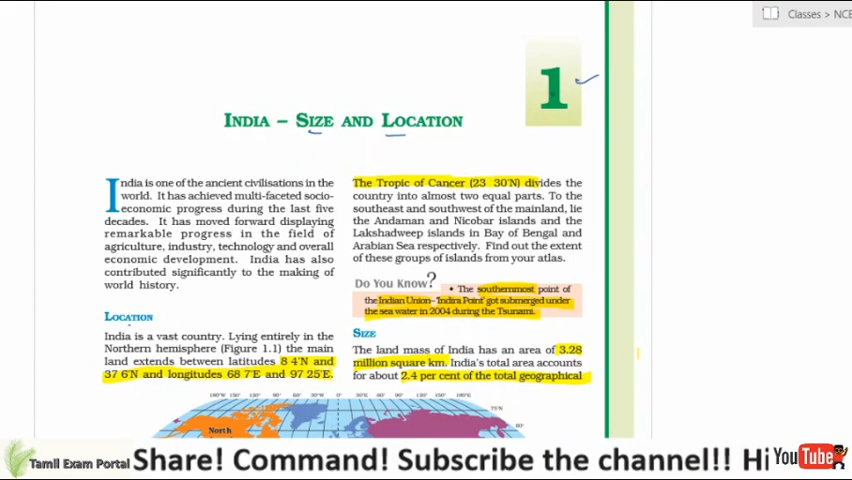 Classes > NCE
1
INDIA – SIZE AND LOCATION
India is one of the ancient civilisations in the
world. It has achieved multi-faceted socio-
economic progress during the last five
decades. It has moved forward displaying
remarkable progress in the field of
agriculture, industry, technology and overall
economic development. India has also
contributed significantly to the making of
world history.
LOCATION
India is a vast country. Lying entirely in the
Northern hemisphere (Figure 1.1) the main
land extends between latitudes 8 4'N and
37 6'N and longitudes 68 7'E and 97 25'E.
The Tropic of Cancer (23 30'N) divides the
country into almost two equal parts. To the
southeast and southwest of the mainland, lie
the Andaman and Nicobar islands and the
Lakshadweep islands in Bay of Bengal and
Arabian Sea respectively. Find out the extent
of these groups of islands from your atlas.
Do You Know?
• The southernmost point of
the Indian Union– 'Indira Point' got submerged under
the sea water in 2004 during the Tsunami.
SIZE
The land mass of India has an area of 3.28
million square km. India's total area accounts
for about 2.4 per cent of the total geographical
North
75°N
60°
Tamil Exam Portal
Share! Command! Subscribe the channel!! Hi
YouTube